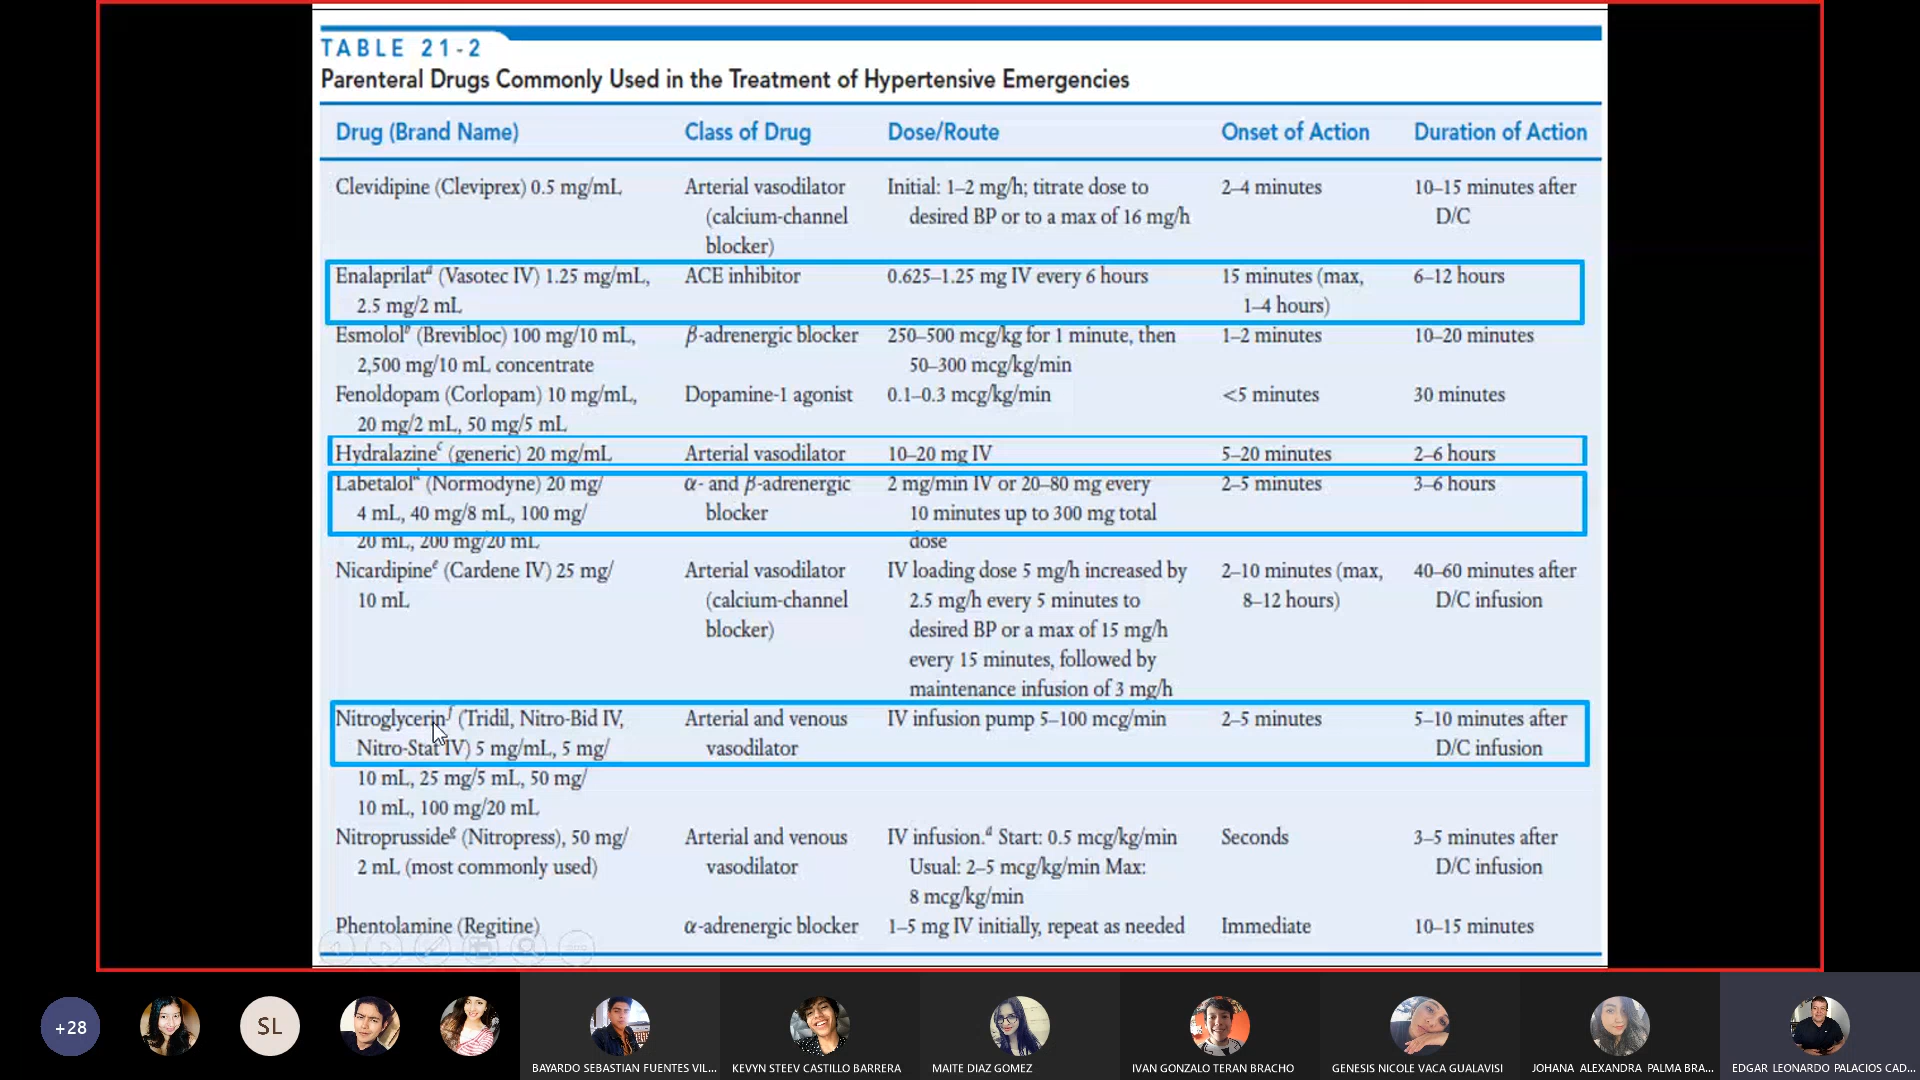 TABLE 21-2
Parenteral Drugs Commonly Used in the Treatment of Hypertensive Emergencies
Drug (Brand Name) Class of Drug Dose/Route Onset of Action Duration of Action
Clevidipine (Cleviprex) 0.5 mg/mL Arterial vasodilator Initial: 1–2 mg/h; titrate dose to 2–4 minutes 10–15 minutes after
(calcium-channel desired BP or to a max of 16 mg/h D/C
blocker)
Enalaprilat^a (Vasotec IV) 1.25 mg/mL, ACE inhibitor 0.625–1.25 mg IV every 6 hours 15 minutes (max, 6–12 hours
2.5 mg/2 mL 1–4 hours)
Esmolol^b (Brevibloc) 100 mg/10 mL, β-adrenergic blocker 250–500 mcg/kg for 1 minute, then 1–2 minutes 10–20 minutes
2,500 mg/10 mL concentrate 50–300 mcg/kg/min
Fenoldopam (Corlopam) 10 mg/mL, Dopamine-1 agonist 0.1–0.3 mcg/kg/min <5 minutes 30 minutes
20 mg/2 mL, 50 mg/5 mL
Hydralazine^c (generic) 20 mg/mL Arterial vasodilator 10–20 mg IV 5–20 minutes 2–6 hours
Labetalol (Normodyne) 20 mg/ α- and β-adrenergic 2 mg/min IV or 20–80 mg every 2–5 minutes 3–6 hours
4 mL, 40 mg/8 mL, 100 mg/ blocker 10 minutes up to 300 mg total
20 mL, 200 mg/20 mL dose
Nicardipine^e (Cardene IV) 25 mg/ Arterial vasodilator IV loading dose 5 mg/h increased by 2–10 minutes (max, 40–60 minutes after
10 mL (calcium-channel 2.5 mg/h every 5 minutes to 8–12 hours) D/C infusion
blocker) desired BP or a max of 15 mg/h
every 15 minutes, followed by
maintenance infusion of 3 mg/h
Nitroglycerin^f (Tridil, Nitro-Bid IV, Arterial and venous IV infusion pump 5–100 mcg/min 2–5 minutes 5–10 minutes after
Nitro-Stat IV) 5 mg/mL, 5 mg/ vasodilator D/C infusion
10 mL, 25 mg/5 mL, 50 mg/
10 mL, 100 mg/20 mL
Nitroprusside^g (Nitropress), 50 mg/ Arterial and venous IV infusion.^d Start: 0.5 mcg/kg/min Seconds 3–5 minutes after
2 mL (most commonly used) vasodilator Usual: 2–5 mcg/kg/min Max: D/C infusion
8 mcg/kg/min
Phentolamine (Regitine) α-adrenergic blocker 1–5 mg IV initially, repeat as needed Immediate 10–15 minutes
+28 SL
BAYARDO SEBASTIAN FUENTES VIL... KEVYN STEEV CASTILLO BARRERA MAITE DIAZ GOMEZ IVAN GONZALO TERAN BRACHO GENESIS NICOLE VACA GUALAVISI JOHANA ALEXANDRA PALMA BRA... EDGAR LEONARDO PALACIOS CAD...